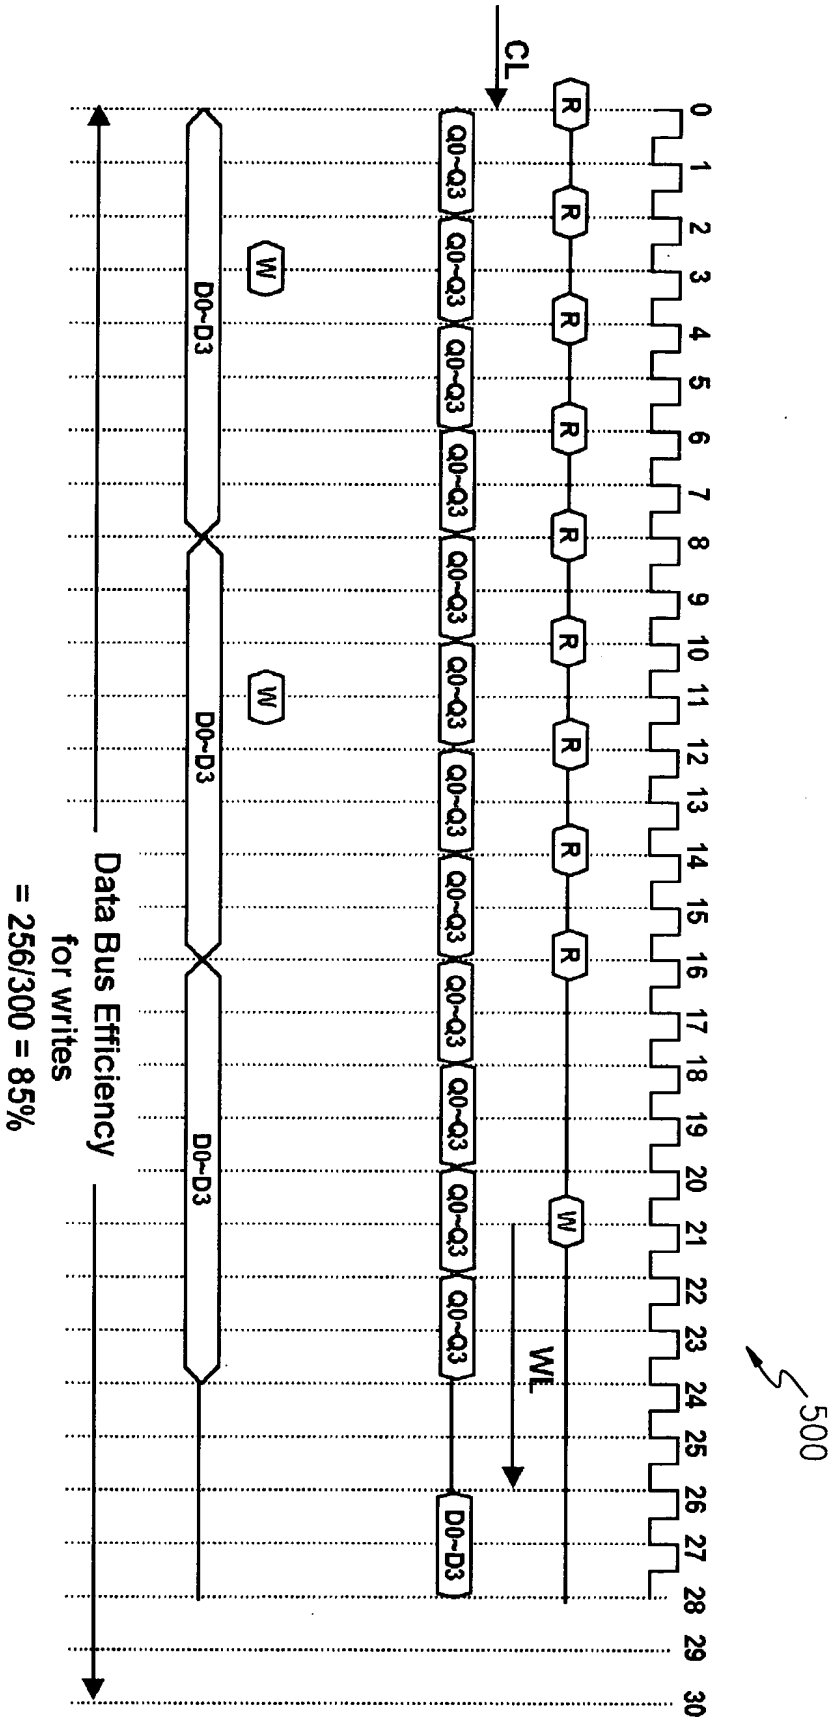 500
0 1 2 3 4 5 6 7 8 9 10 11 12 13 14 15 16 17 18 19 20 21 22 23 24 25 26 27 28 29 30
R R R R R R R R R W
CL WL
Q0~Q3 Q0~Q3 Q0~Q3 Q0~Q3 Q0~Q3 Q0~Q3 Q0~Q3 Q0~Q3 Q0~Q3 Q0~Q3 Q0~Q3 Q0~Q3 D0~D3
W W
D0~D3 D0~D3 D0~D3
Data Bus Efficiency
for writes
= 256/300 = 85%